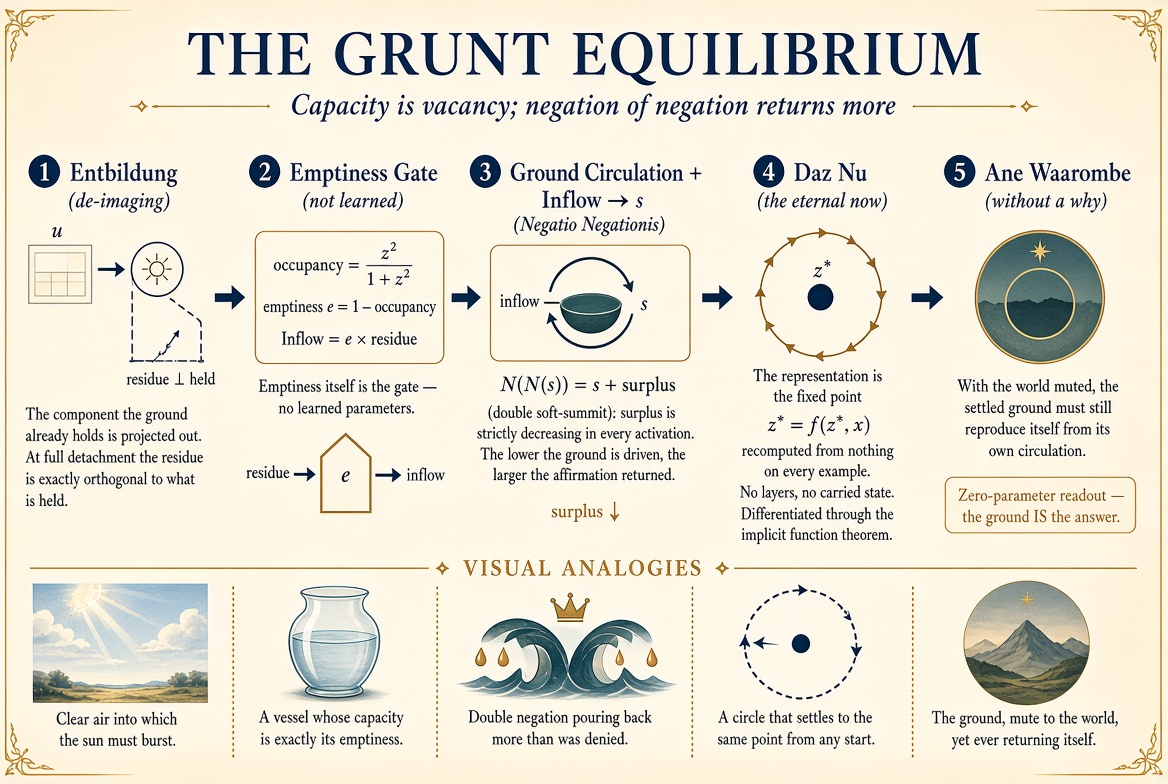 THE GRUNT EQUILIBRIUM
Capacity is vacancy; negation of negation returns more
1 Entbildung
(de-imaging)
u
residue ⊥ held
The component the ground
already holds is projected out.
At full detachment the residue
is exactly orthogonal to what
is held.
2 Emptiness Gate
(not learned)
occupancy = z² / (1 + z²)
emptiness e = 1 – occupancy
Inflow = e × residue
Emptiness itself is the gate —
no learned parameters.
residue → e → inflow
3 Ground Circulation +
Inflow → s
(Negatio Negationis)
inflow
s
N(N(s)) = s + surplus
(double soft-summit): surplus is
strictly decreasing in every activation.
The lower the ground is driven, the
larger the affirmation returned.
surplus ↓
4 Daz Nu
(the eternal now)
z*
The representation is
the fixed point
z* = f(z*, x)
recomputed from nothing
on every example.
No layers, no carried state.
Differentiated through the
implicit function theorem.
5 Ane Waarombe
(without a why)
With the world muted, the
settled ground must still
reproduce itself from its
own circulation.
Zero-parameter readout —
the ground IS the answer.
VISUAL ANALOGIES
Clear air into which
the sun must burst.
A vessel whose capacity
is exactly its emptiness.
Double negation pouring back
more than was denied.
A circle that settles to the
same point from any start.
The ground, mute to the world,
yet ever returning itself.